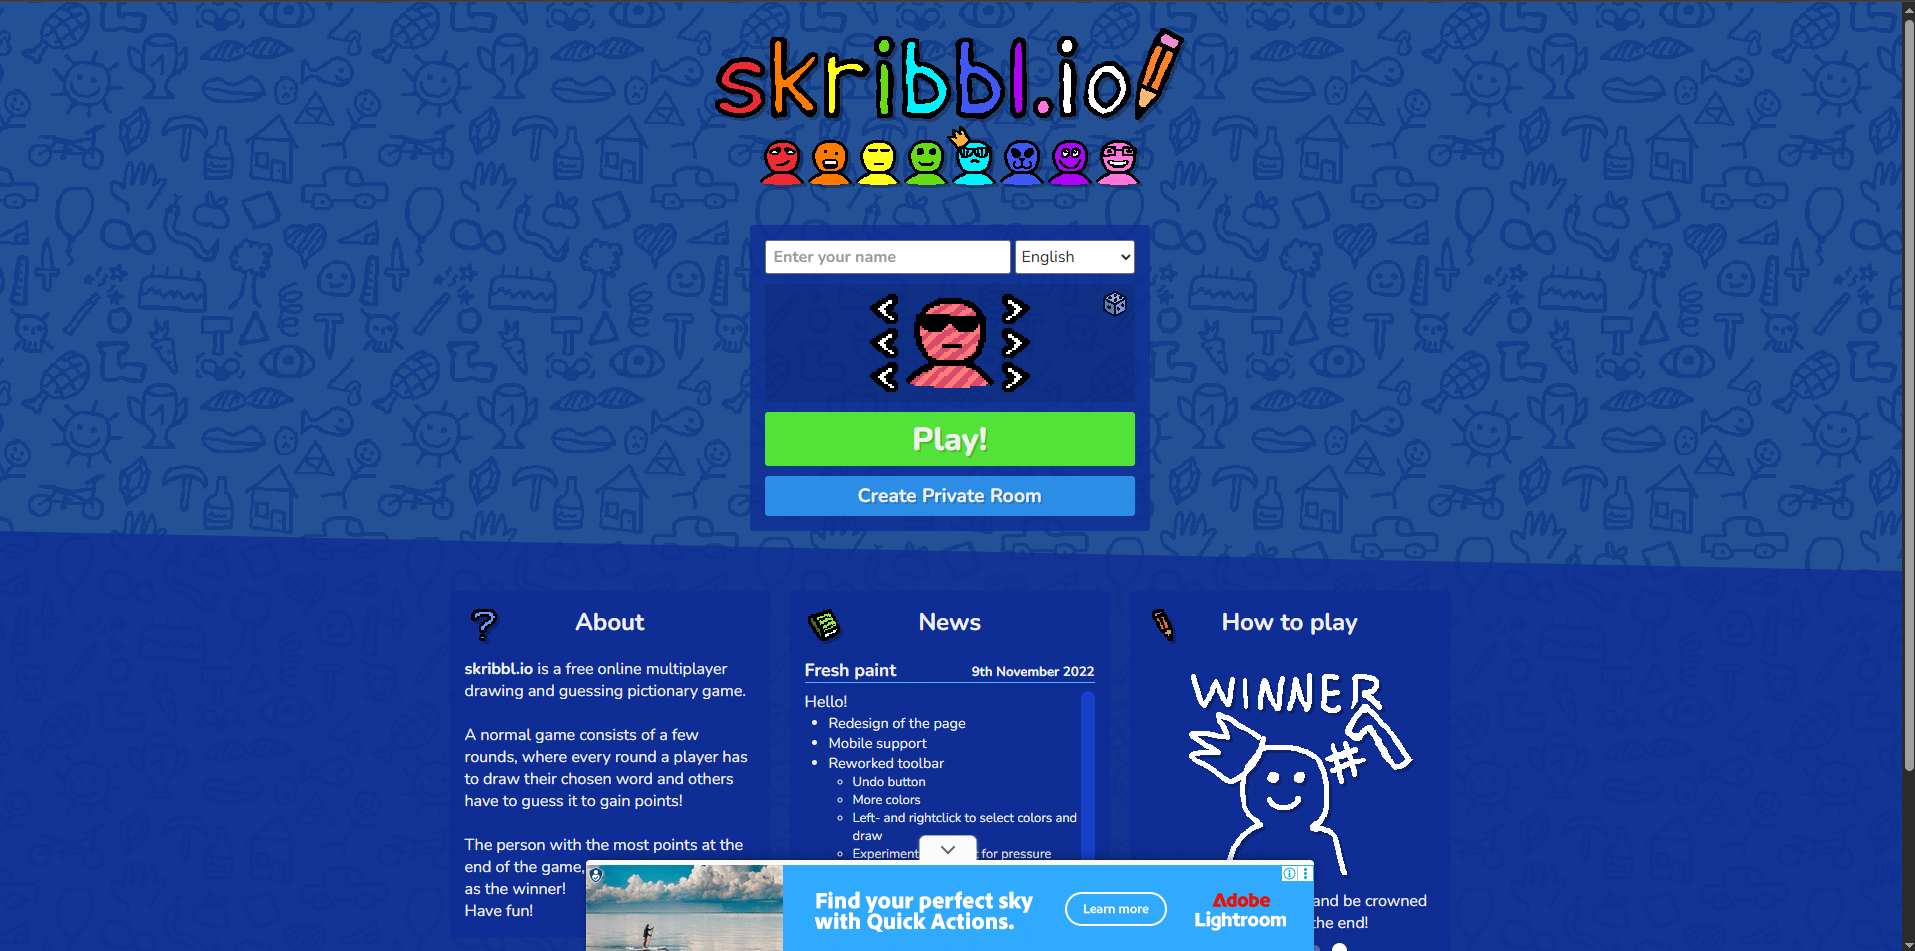 skribbl.io
Enter your name
English
Play!
Create Private Room
About
skribbl.io is a free online multiplayer
drawing and guessing pictionary game.
A normal game consists of a few
rounds, where every round a player has
to draw their chosen word and others
have to guess it to gain points!
The person with the most points at the
end of the game,
as the winner!
Have fun!
News
Fresh paint 9th November 2022
Hello!
Redesign of the page
Mobile support
Reworked toolbar
Undo button
More colors
Left- and rightclick to select colors and
draw
Experiment for pressure
How to play
WINNER
#1
and be crowned
the end!
Find your perfect sky
with Quick Actions.
Learn more
Adobe
Lightroom